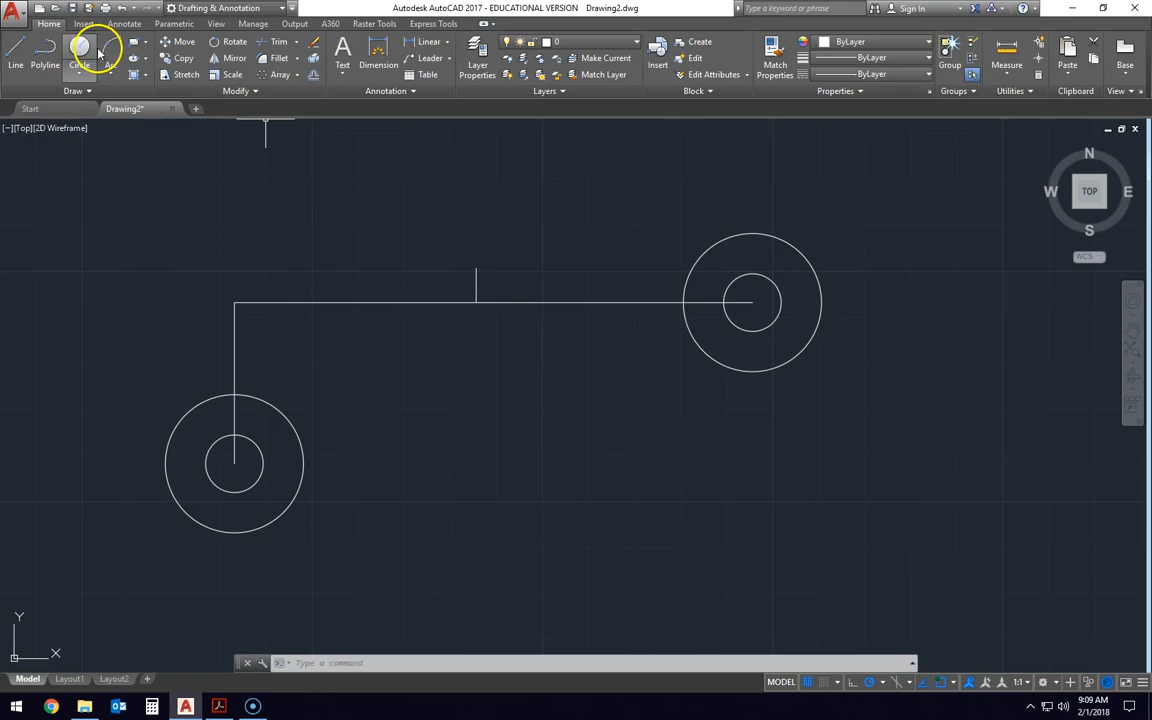 Drafting & Annotation
Autodesk AutoCAD 2017 - EDUCATIONAL VERSION Drawing2.dwg
Type a keyword or phrase
Sign In
Home Insert Annotate Parametric View Manage Output A360 Raster Tools Express Tools
Line Polyline Circle Arc
Move Rotate Trim
Copy Mirror Fillet
Stretch Scale Array
Text Dimension
Linear
Leader
Table
Layer Properties
0
Make Current
Match Layer
Insert
Create
Edit
Edit Attributes
Match Properties
ByLayer
ByLayer
ByLayer
Group
Measure
Paste
Base
Draw Modify Annotation Layers Block Properties Groups Utilities Clipboard View
Start Drawing2*
[−][Top][2D Wireframe]
N
W TOP E
S
WCS
Y
X
Type a command
Model Layout1 Layout2 +
MODEL 1:1
9:09 AM
2/1/2018